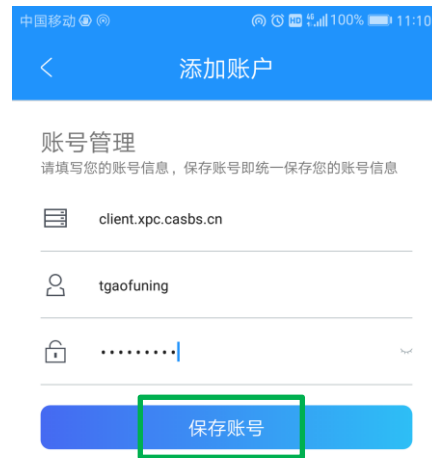 中国移动 HD 4G 100% 11:10
添加账户
账号管理
请填写您的账号信息，保存账号即统一保存您的账号信息
client.xpc.casbs.cn
tgaofuning
•••••••••
保存账号